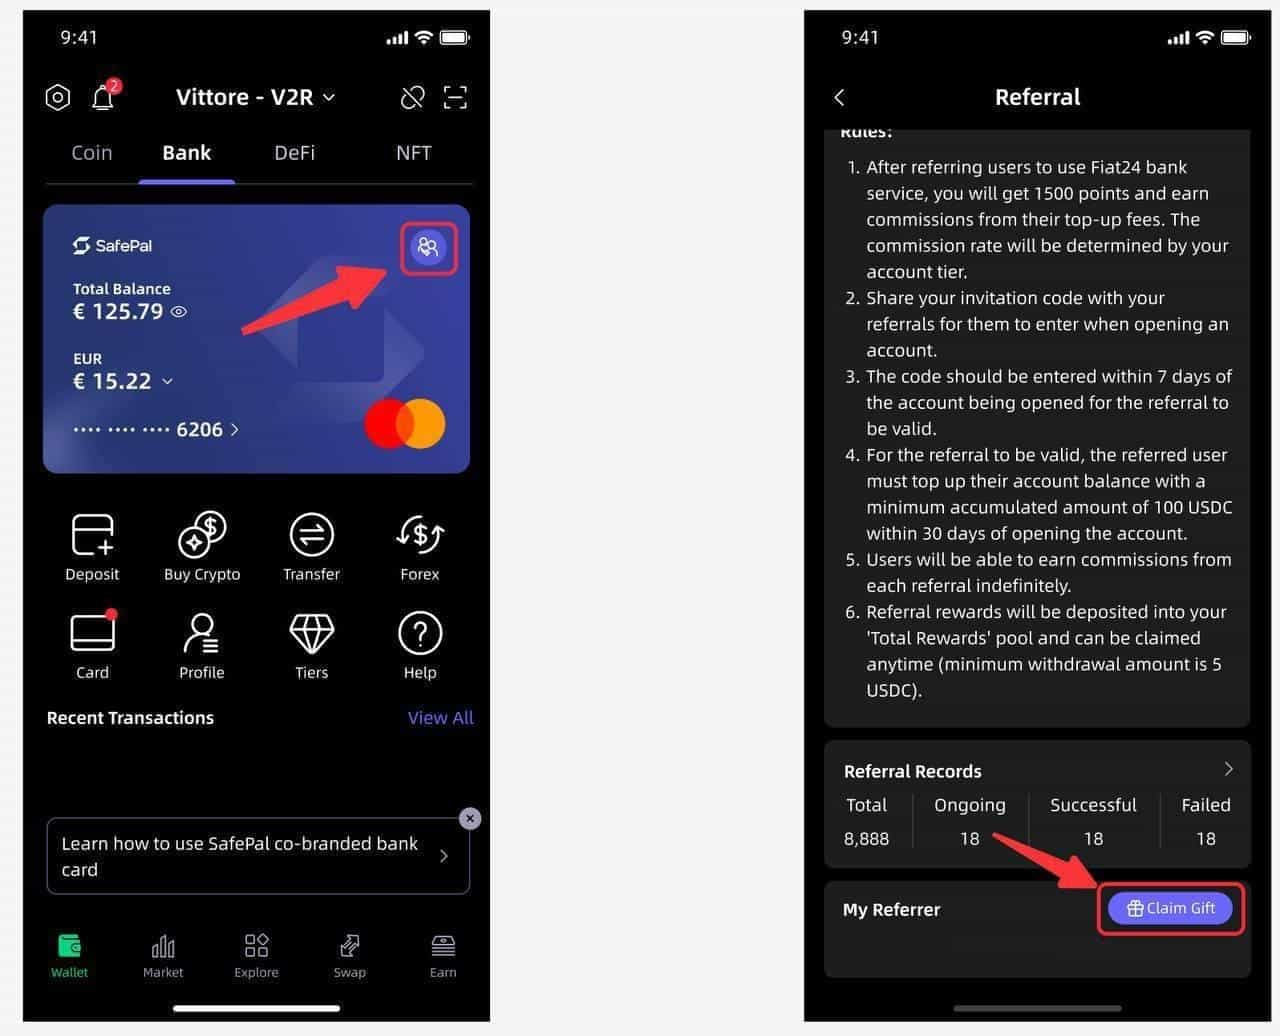 9:41
2
Vittore - V2R
Coin
Bank
DeFi
NFT
SafePal
Total Balance
€ 125.79
EUR
€ 15.22
···· ···· ···· 6206
Deposit
Buy Crypto
Transfer
Forex
Card
Profile
Tiers
Help
Recent Transactions
View All
Learn how to use SafePal co-branded bank
card
Wallet
Market
Explore
Swap
Earn
9:41
Referral
Rules:
1. After referring users to use Fiat24 bank
service, you will get 1500 points and earn
commissions from their top-up fees. The
commission rate will be determined by your
account tier.
2. Share your invitation code with your
referrals for them to enter when opening an
account.
3. The code should be entered within 7 days of
the account being opened for the referral to
be valid.
4. For the referral to be valid, the referred user
must top up their account balance with a
minimum accumulated amount of 100 USDC
within 30 days of opening the account.
5. Users will be able to earn commissions from
each referral indefinitely.
6. Referral rewards will be deposited into your
'Total Rewards' pool and can be claimed
anytime (minimum withdrawal amount is 5
USDC).
Referral Records
Total
Ongoing
Successful
Failed
8,888
18
18
18
My Referrer
Claim Gift